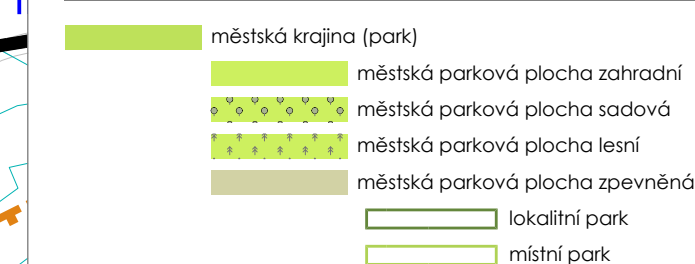 městská krajina (park)
městská parková plocha zahradní
městská parková plocha sadová
městská parková plocha lesní
městská parková plocha zpevněná
lokalitní park
místní park